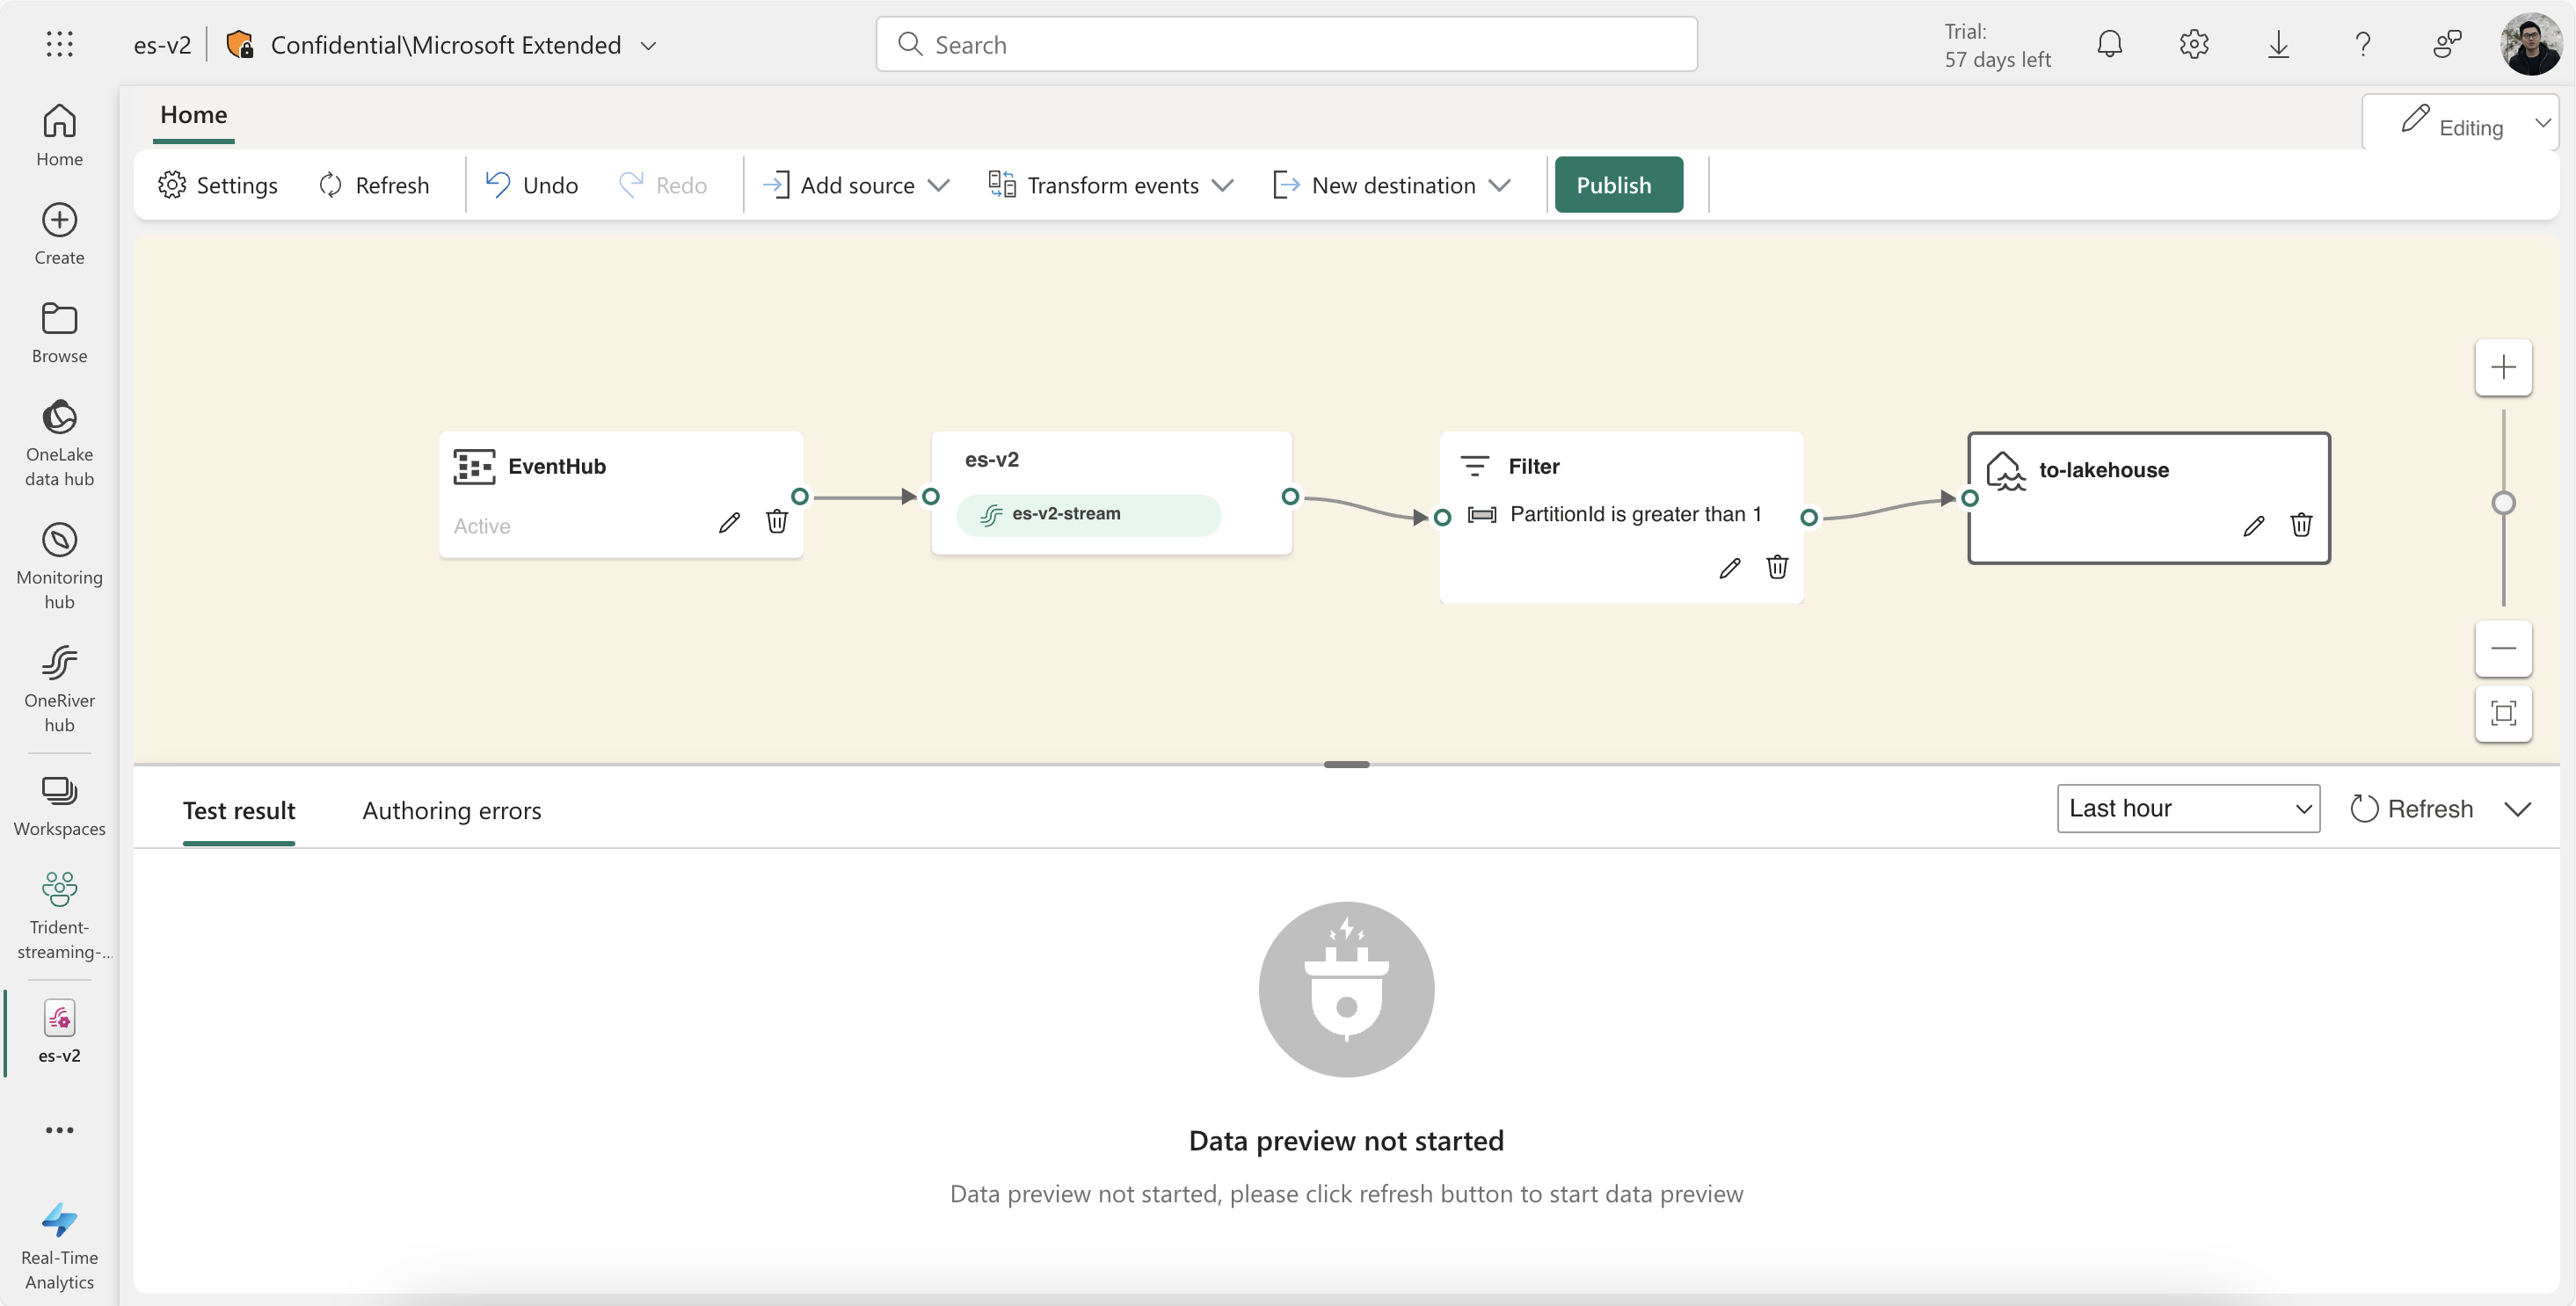 es-v2
Confidential\Microsoft Extended
Search
Trial:
57 days left
Home
Create
Browse
OneLake
data hub
Monitoring
hub
OneRiver
hub
Workspaces
Trident-
streaming-...
es-v2
Real-Time
Analytics
Home
Editing
Settings
Refresh
Undo
Redo
Add source
Transform events
New destination
Publish
EventHub
Active
es-v2
es-v2-stream
Filter
PartitionId is greater than 1
to-lakehouse
Test result
Authoring errors
Last hour
Refresh
Data preview not started
Data preview not started, please click refresh button to start data preview